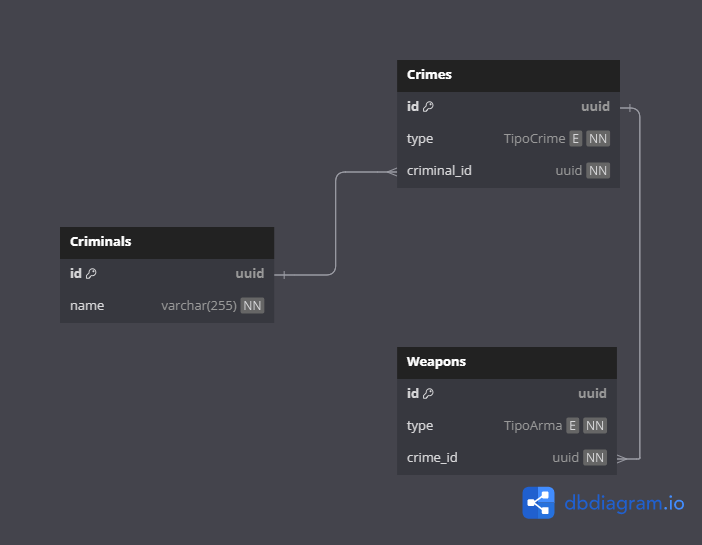 Crimes
id uuid
type TipoCrime E NN
criminal_id uuid NN
Criminals
id uuid
name varchar(255) NN
Weapons
id uuid
type TipoArma E NN
crime_id uuid NN
dbdiagram.io